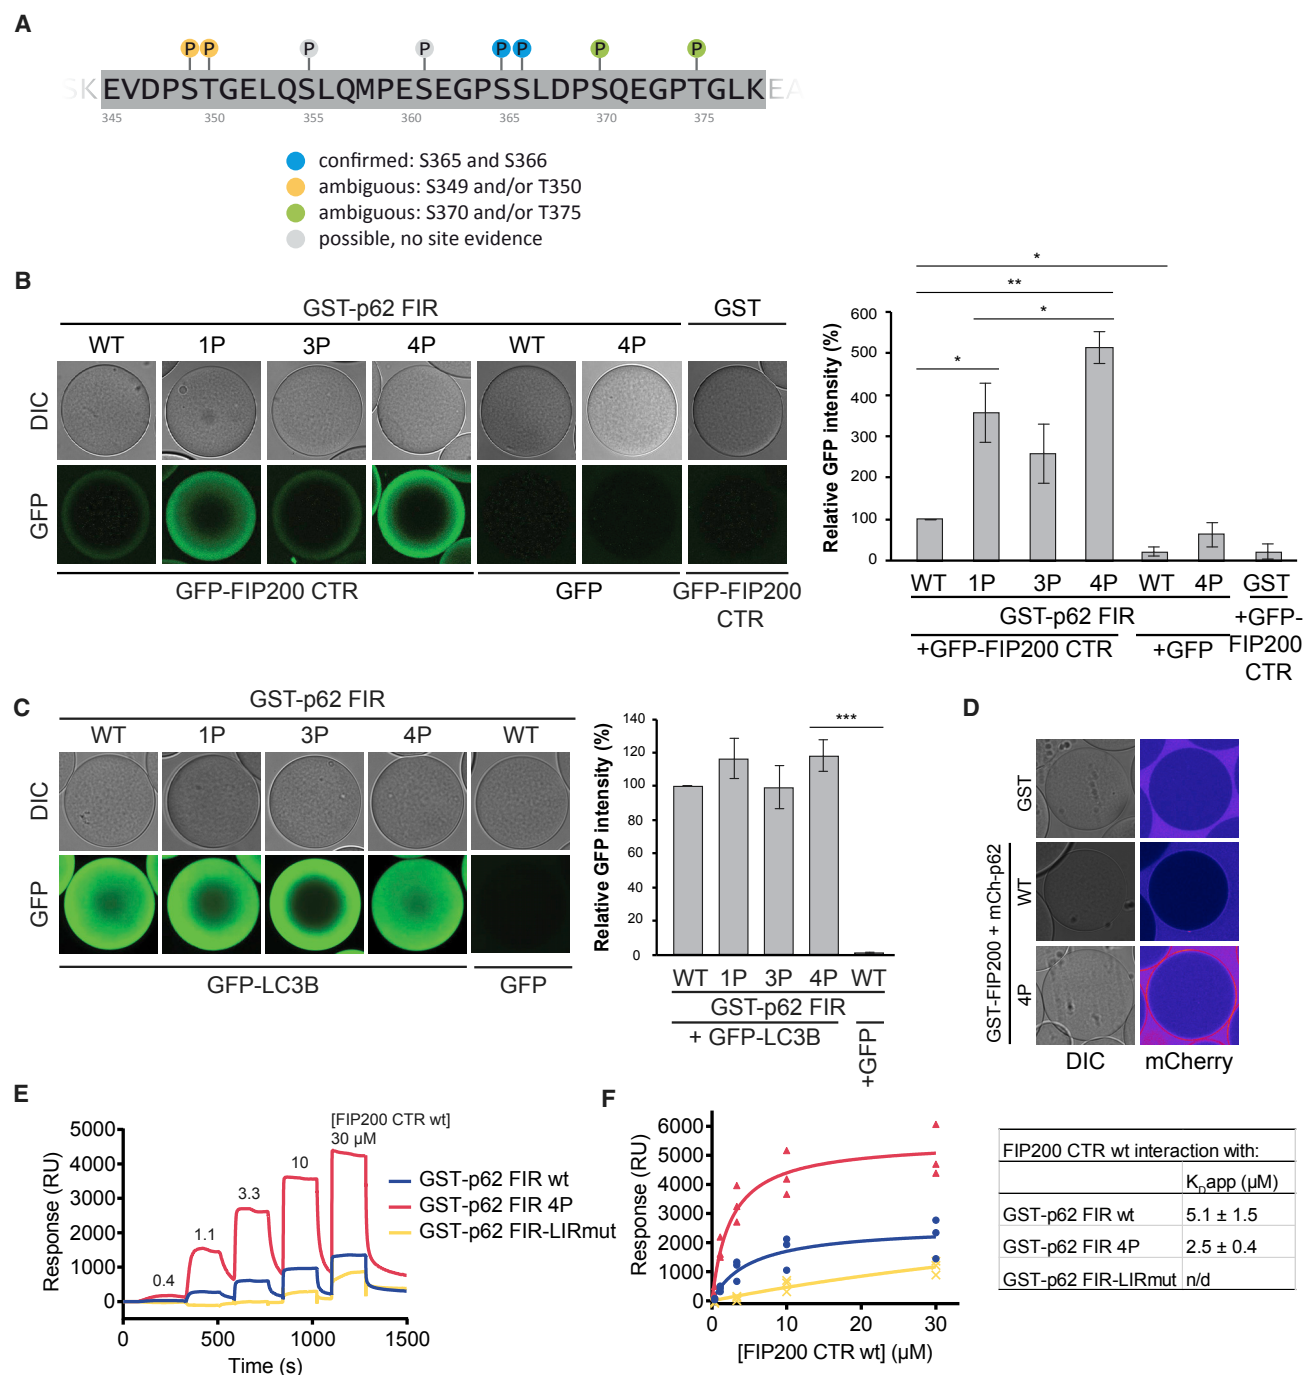 A
P P P P P P P P
SK EVDPSTGELQSLQMPESEGPSSLDPSQEGPTGLK EA
345 350 355 360 365 370 375
confirmed: S365 and S366
ambiguous: S349 and/or T350
ambiguous: S370 and/or T375
possible, no site evidence
B
GST-p62 FIR GST
WT 1P 3P 4P WT 4P
DIC
GFP
GFP-FIP200 CTR GFP GFP-FIP200
CTR
Relative GFP intensity (%)
600
500
400
300
200
100
0
*
**
*
*
WT 1P 3P 4P WT 4P GST
GST-p62 FIR +GFP-
+GFP-FIP200 CTR +GFP FIP200
CTR
C
GST-p62 FIR
WT 1P 3P 4P WT
DIC
GFP
GFP-LC3B GFP
Relative GFP intensity (%)
140
120
100
80
60
40
20
0
***
WT 1P 3P 4P WT
GST-p62 FIR
+ GFP-LC3B
+GFP
D
GST
WT
4P
GST-FIP200 + mCh-p62
DIC mCherry
E
Response (RU)
5000
4000
3000
2000
1000
0
0 500 1000 1500
Time (s)
[FIP200 CTR wt]
30 µM
10
3.3
1.1
0.4
GST-p62 FIR wt
GST-p62 FIR 4P
GST-p62 FIR-LIRmut
F
Response (RU)
6000
5000
4000
3000
2000
1000
0
0 10 20 30
[FIP200 CTR wt] (µM)
FIP200 CTR wt interaction with:
KDapp (µM)
GST-p62 FIR wt 5.1 ± 1.5
GST-p62 FIR 4P 2.5 ± 0.4
GST-p62 FIR-LIRmut n/d